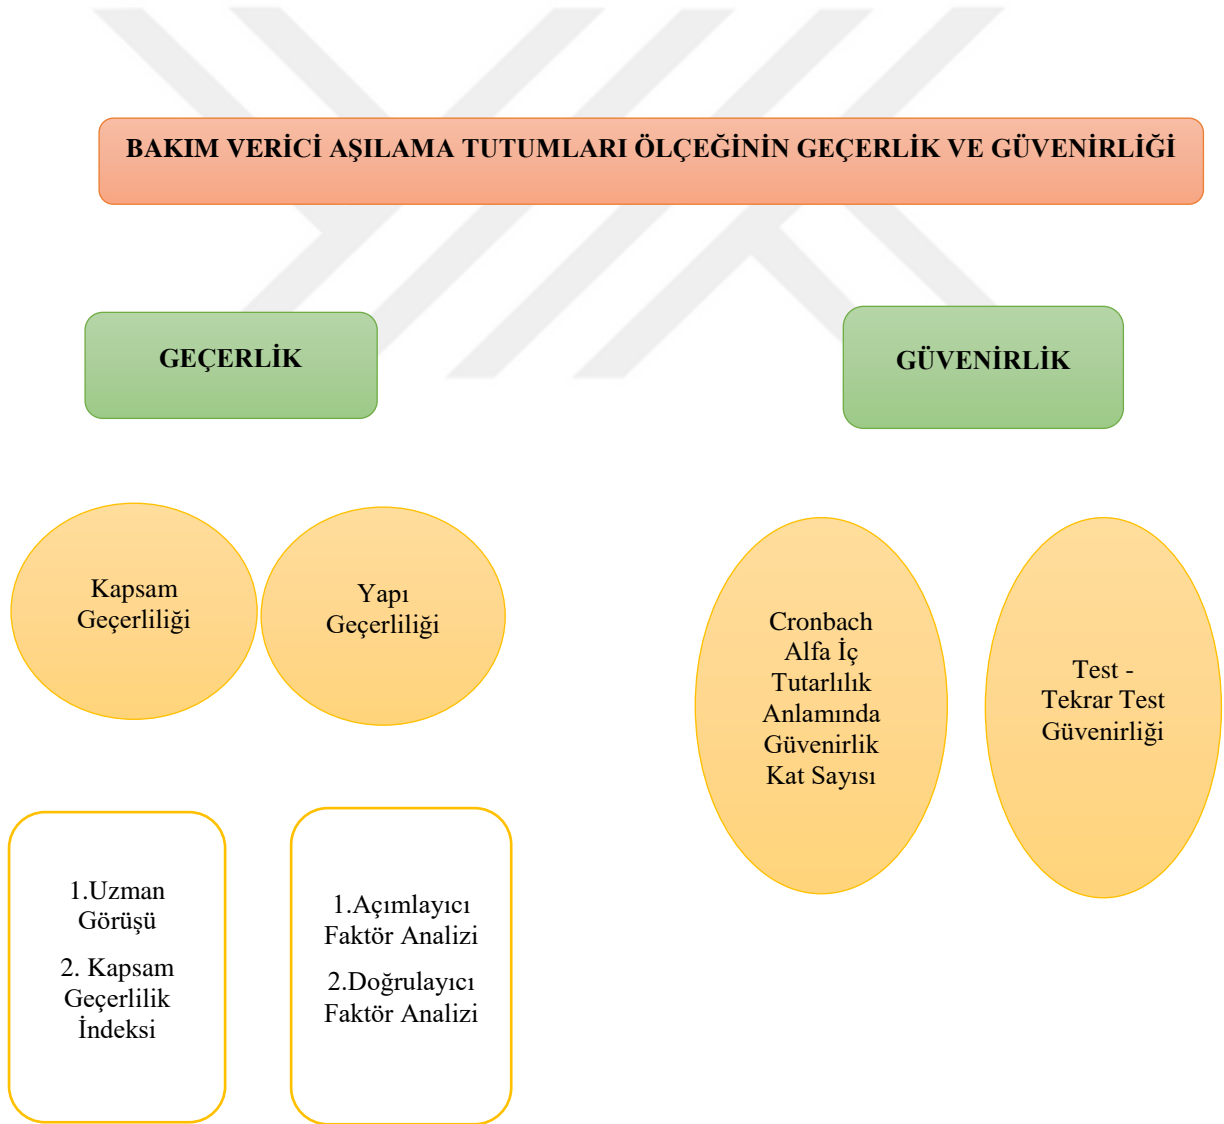 BAKIM VERİCİ AŞILAMA TUTUMLARI ÖLÇEĞİNİN GEÇERLİK VE GÜVENİRLİĞİ
GEÇERLİK
GÜVENİRLİK
Kapsam
Geçerliliği
Yapı
Geçerliliği
Cronbach
Alfa İç
Tutarlılık
Anlamında
Güvenirlik
Kat Sayısı
Test -
Tekrar Test
Güvenirliği
1.Uzman
Görüşü
2. Kapsam
Geçerlilik
İndeksi
1.Açımlayıcı
Faktör Analizi
2.Doğrulayıcı
Faktör Analizi